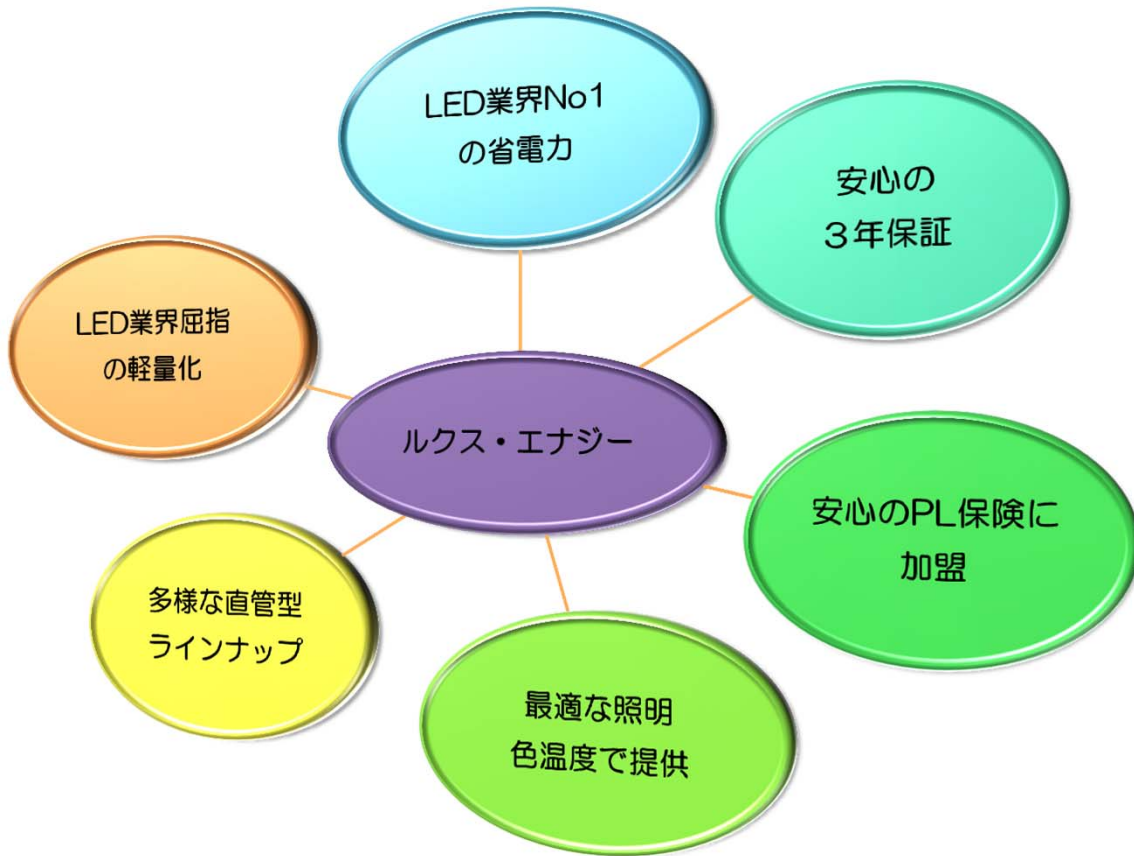 LED業界No1
の省電力
安心の
３年保証
LED業界屈指
の軽量化
ルクス・エナジー
安心のPL保険に
加盟
多様な直管型
ラインナップ
最適な照明
色温度で提供